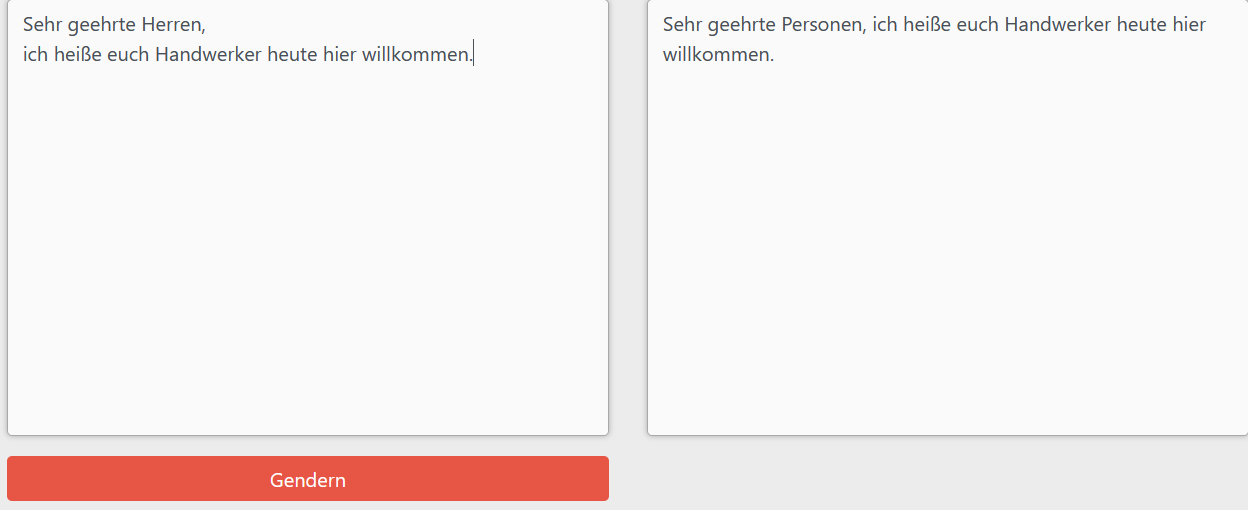 Sehr geehrte Herren,
ich heiße euch Handwerker heute hier willkommen.
Sehr geehrte Personen, ich heiße euch Handwerker heute hier
willkommen.
Gendern